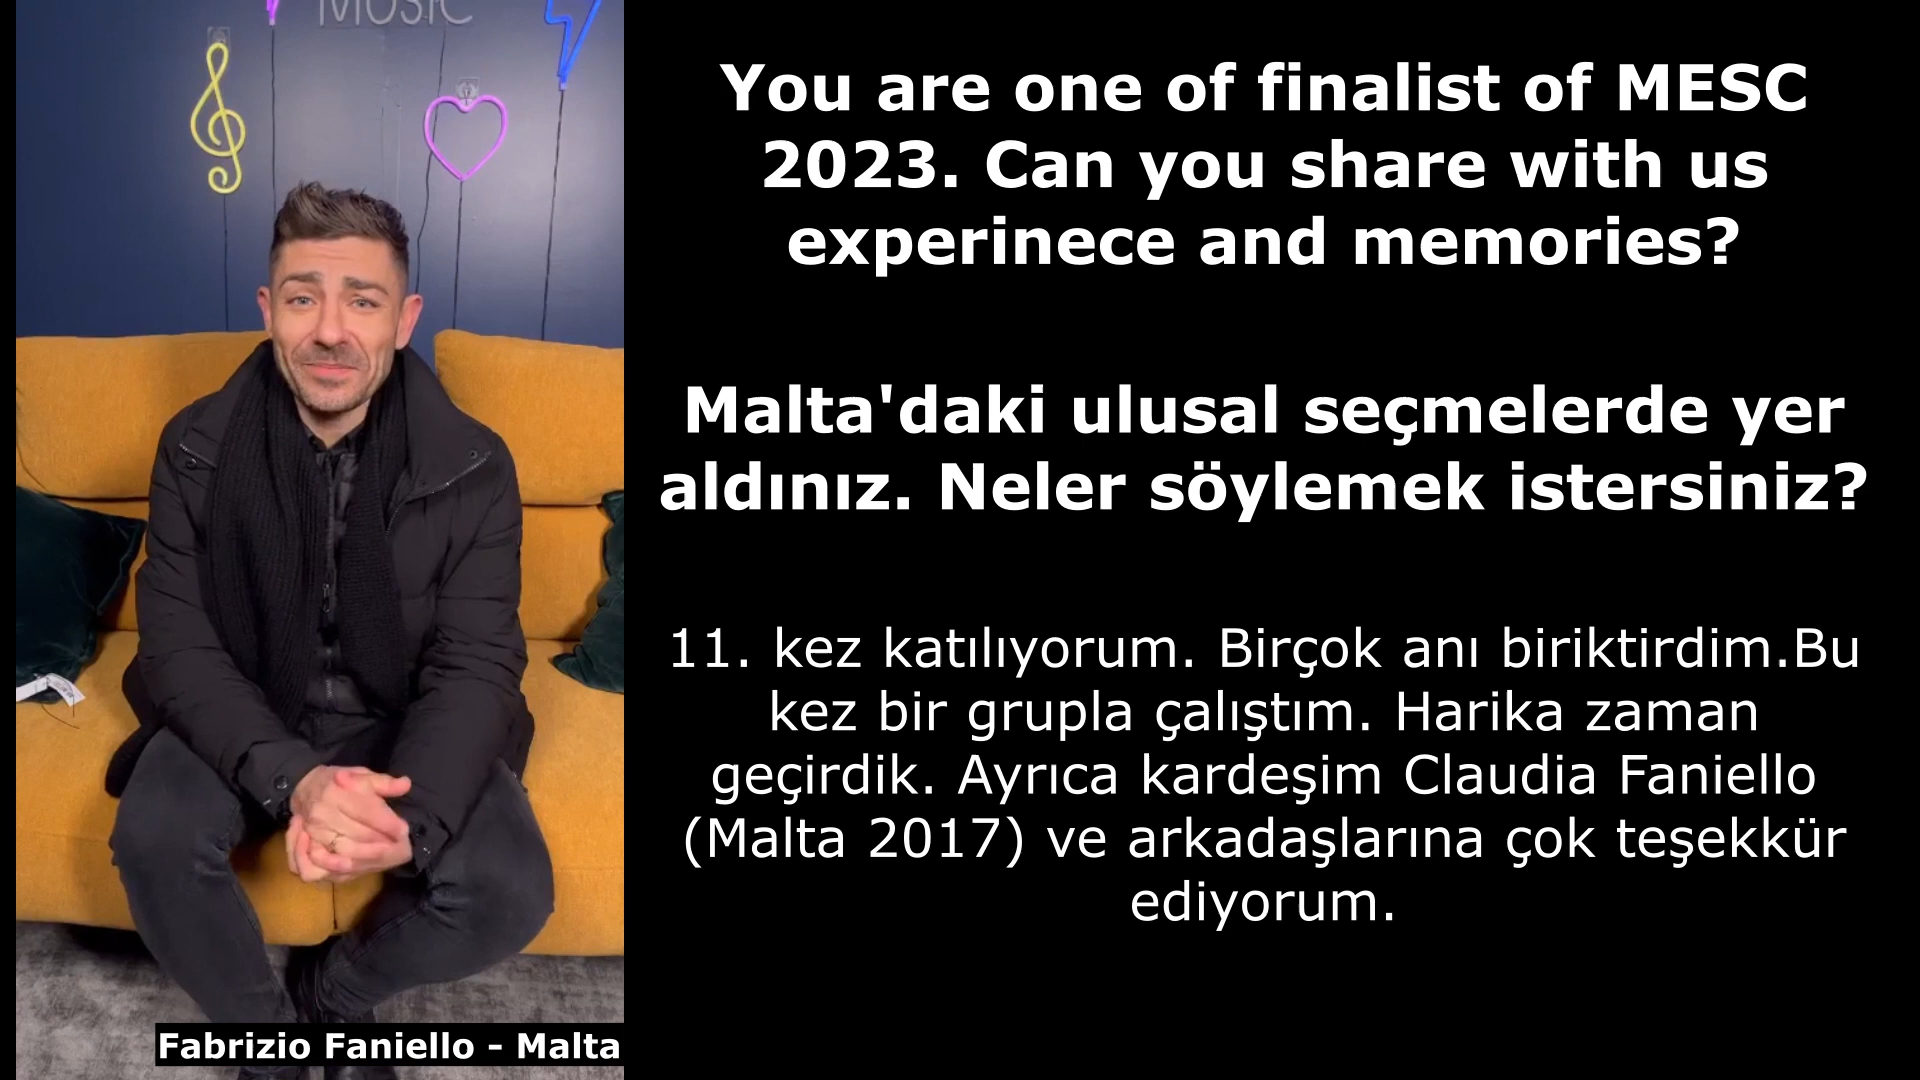 MUSIC
You are one of finalist of MESC
2023. Can you share with us
experinece and memories?
Malta'daki ulusal seçmelerde yer
aldınız. Neler söylemek istersiniz?
11. kez katılıyorum. Birçok anı biriktirdim.Bu
kez bir grupla çalıştım. Harika zaman
geçirdik. Ayrıca kardeşim Claudia Faniello
(Malta 2017) ve arkadaşlarına çok teşekkür
ediyorum.
Fabrizio Faniello - Malta